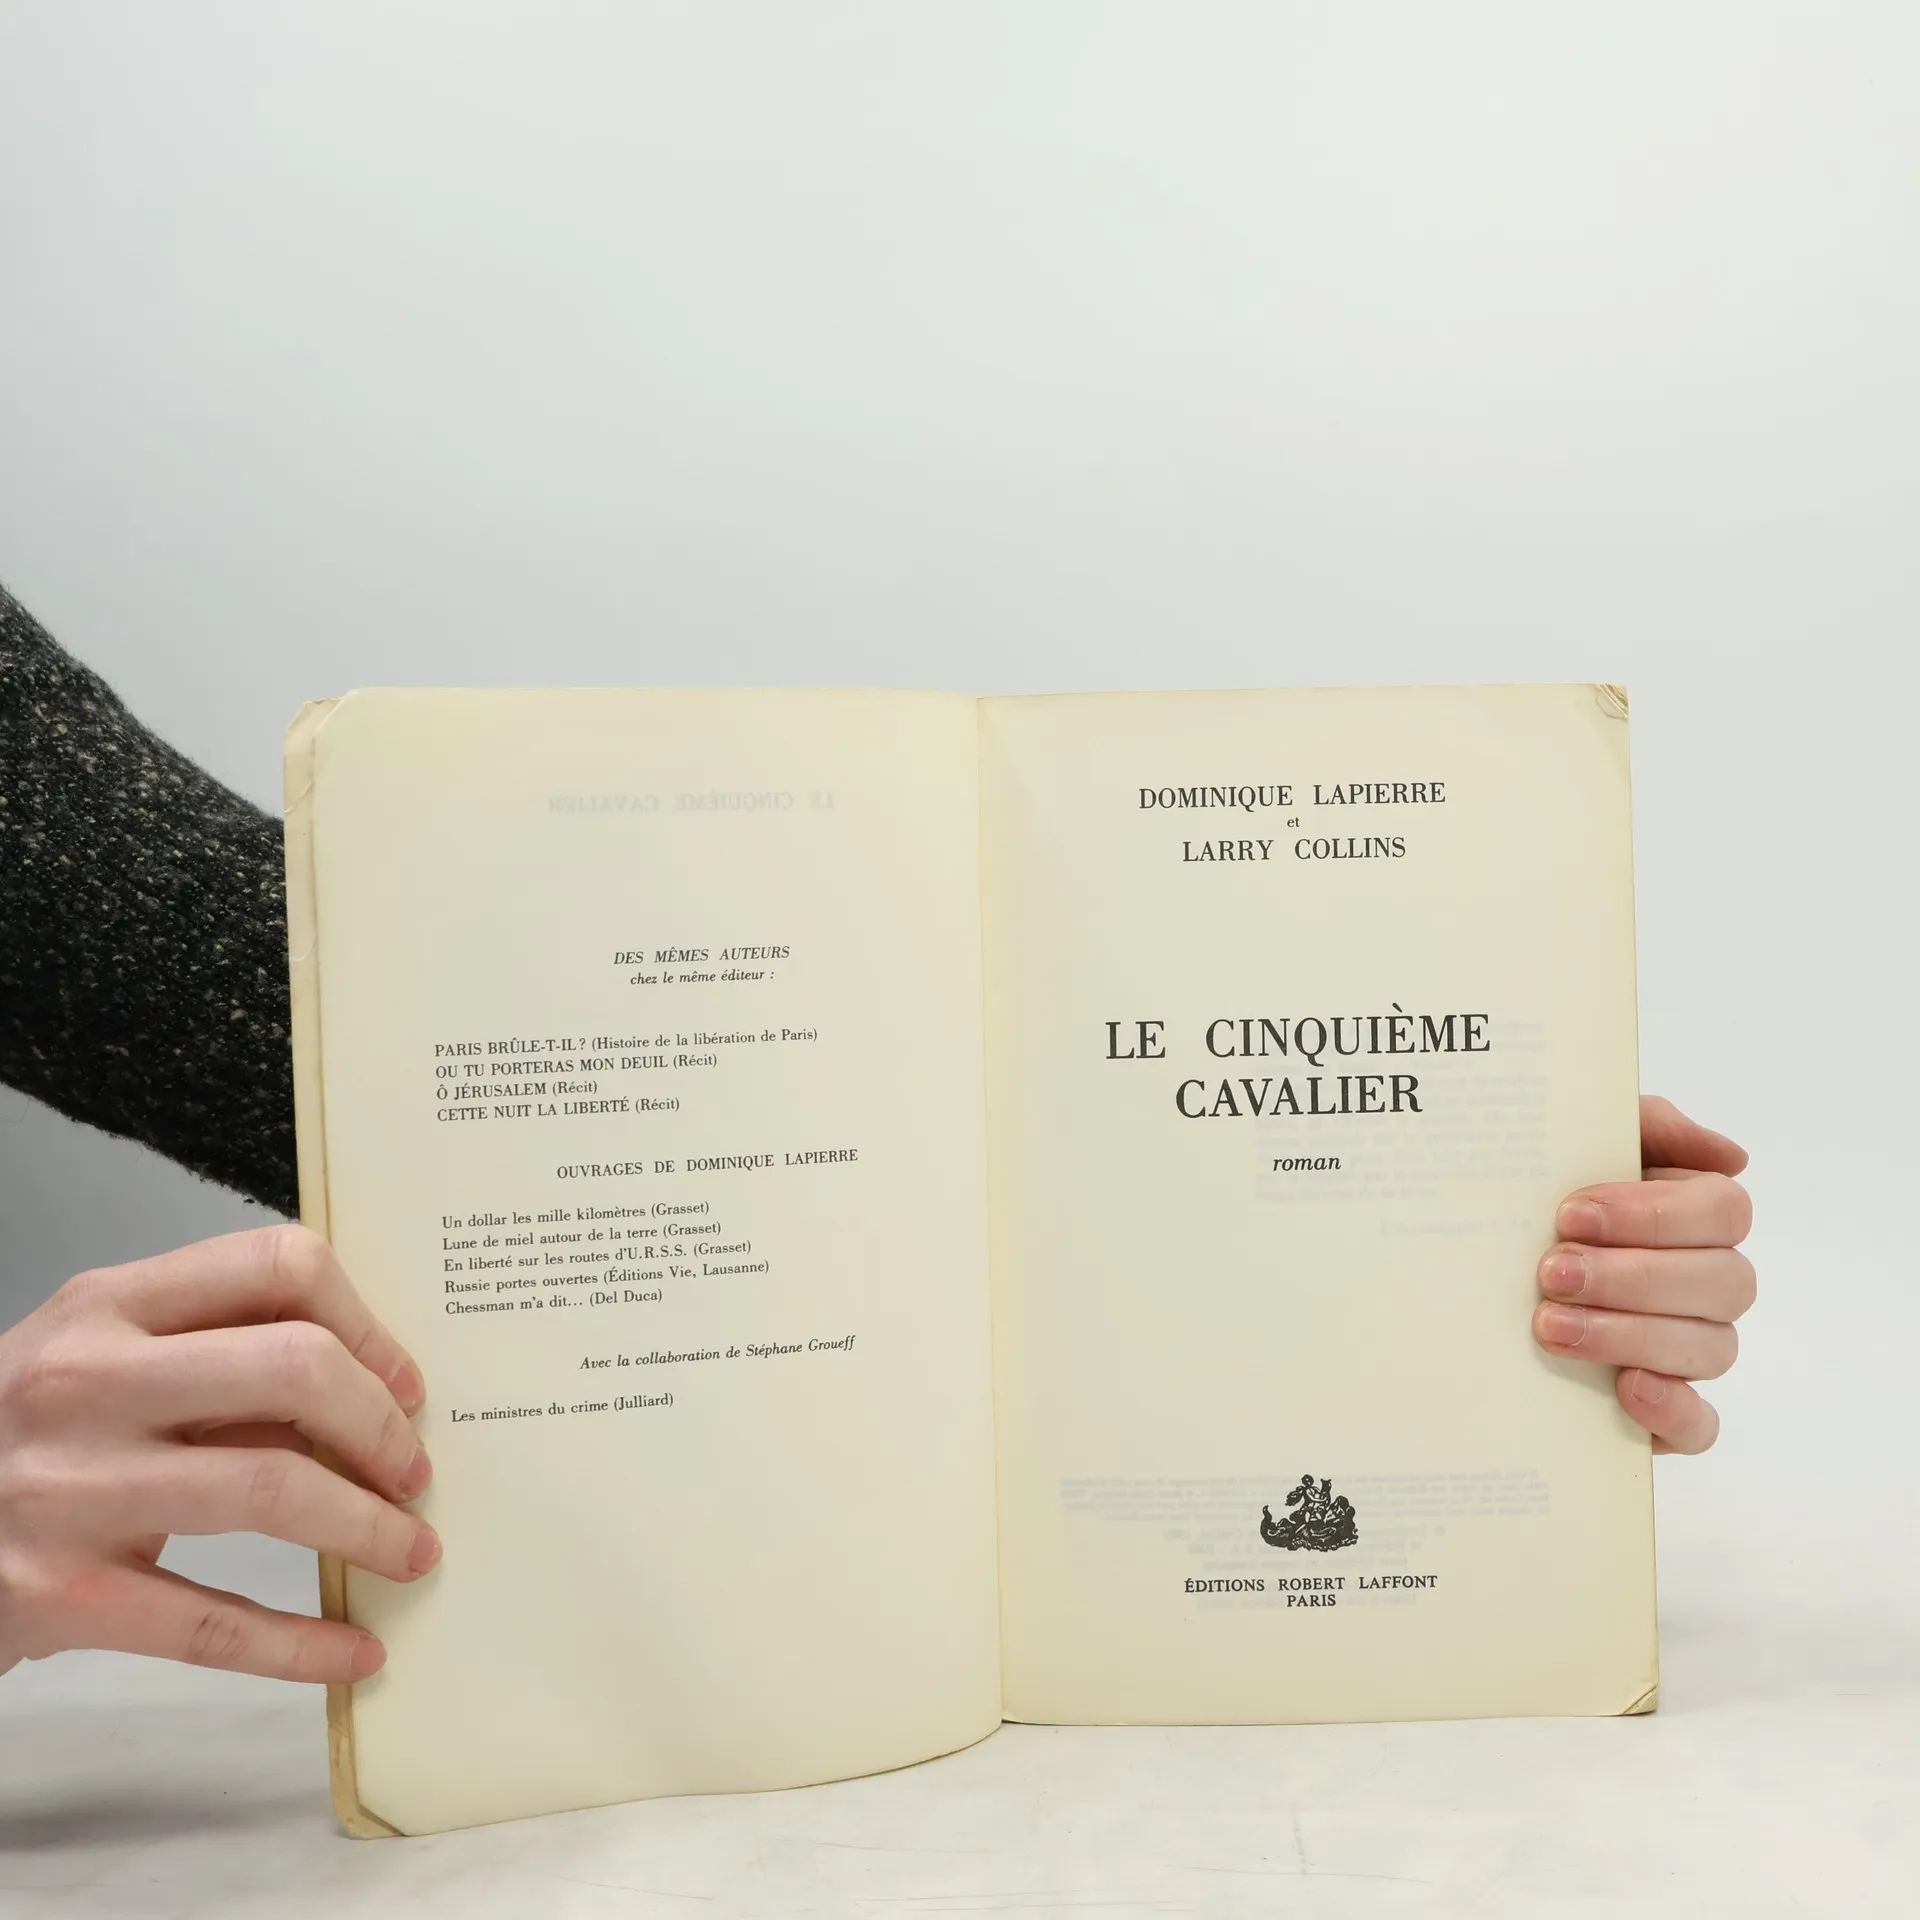 LE CINQUIÈME CAVALIER
DES MÊMES AUTEURS
chez le même éditeur :
PARIS BRÛLE-T-IL ? (Histoire de la libération de Paris)
OU TU PORTERAS MON DEUIL (Récit)
Ô JÉRUSALEM (Récit)
CETTE NUIT LA LIBERTÉ (Récit)
OUVRAGES DE DOMINIQUE LAPIERRE
Un dollar les mille kilomètres (Grasset)
Lune de miel autour de la terre (Grasset)
En liberté sur les routes d'U.R.S.S. (Grasset)
Russie portes ouvertes (Éditions Vie, Lausanne)
Chessman m'a dit... (Del Duca)
Avec la collaboration de Stéphane Groueff
Les ministres du crime (Julliard)
DOMINIQUE LAPIERRE
et
LARRY COLLINS
LE CINQUIÈME
CAVALIER
roman
ÉDITIONS ROBERT LAFFONT
PARIS